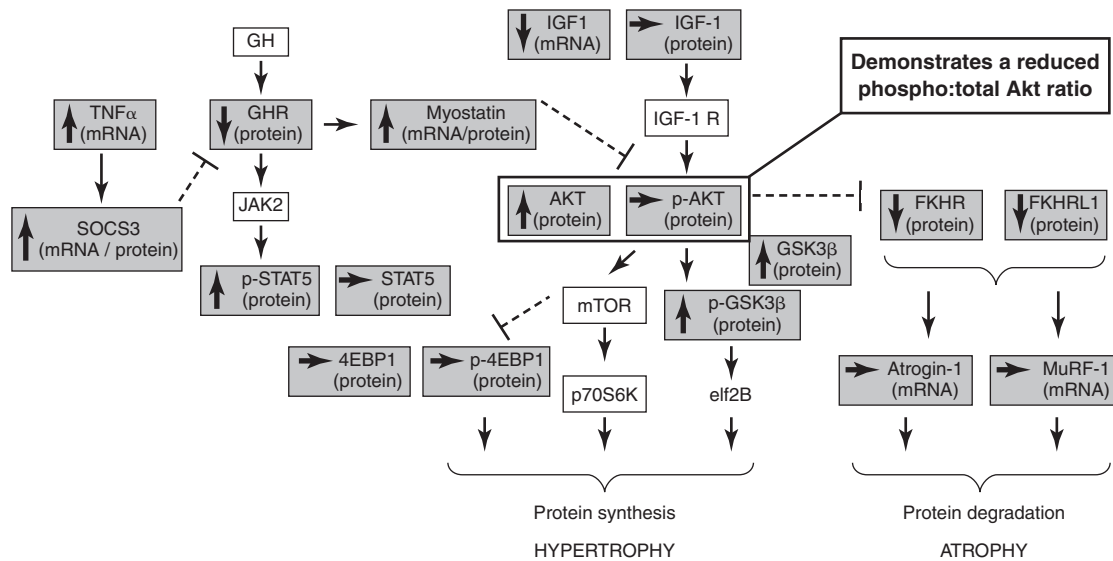 IGF1
(mRNA)
IGF-1
(protein)
GH
Demonstrates a reduced
phospho:total Akt ratio
TNFα
(mRNA)
GHR
(protein)
Myostatin
(mRNA/protein)
IGF-1 R
SOCS3
(mRNA / protein)
JAK2
AKT
(protein)
p-AKT
(protein)
FKHR
(protein)
FKHRL1
(protein)
GSK3β
(protein)
p-STAT5
(protein)
STAT5
(protein)
mTOR
p-GSK3β
(protein)
4EBP1
(protein)
p-4EBP1
(protein)
p70S6K
elf2B
Atrogin-1
(mRNA)
MuRF-1
(mRNA)
Protein synthesis
Protein degradation
HYPERTROPHY
ATROPHY